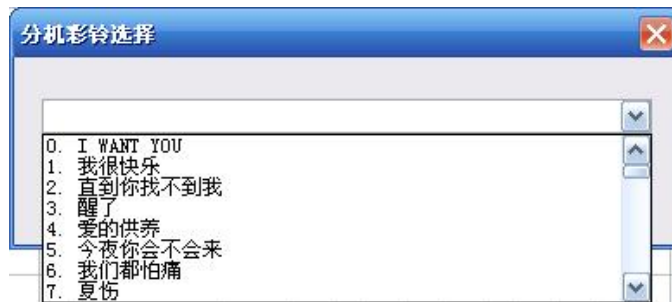 分机彩铃选择
0. I WANT YOU
1. 我很快乐
2. 直到你找不到我
3. 醒了
4. 爱的供养
5. 今夜你会不会来
6. 我们都怕痛
7. 夏伤